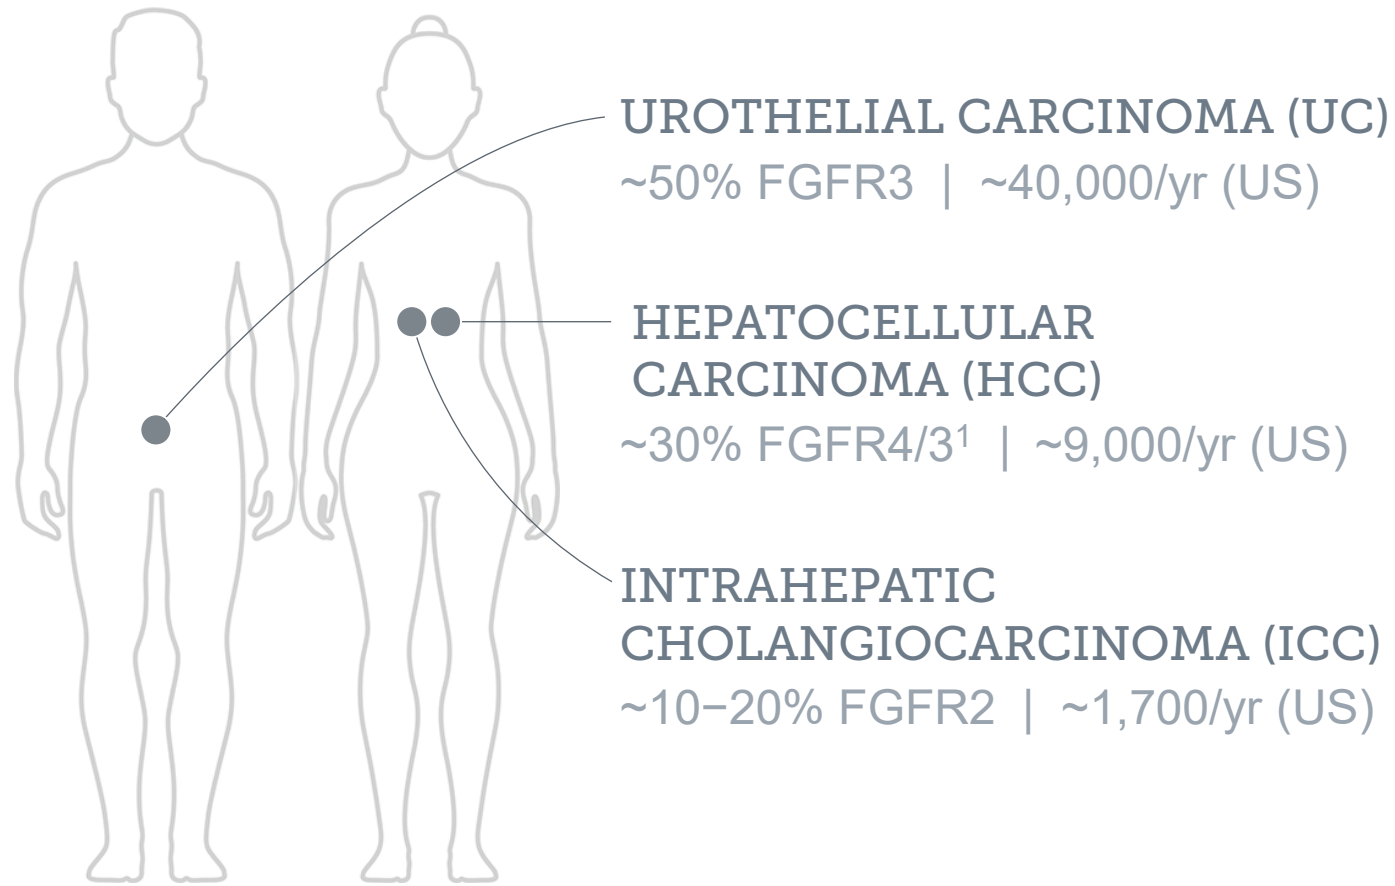 UROTHELIAL CARCINOMA (UC)
~50% FGFR3 | ~40,000/yr (US)
HEPATOCELLULAR
CARCINOMA (HCC)
~30% FGFR4/3¹ | ~9,000/yr (US)
INTRAHEPATIC
CHOLANGIOCARCINOMA (ICC)
~10−20% FGFR2 | ~1,700/yr (US)